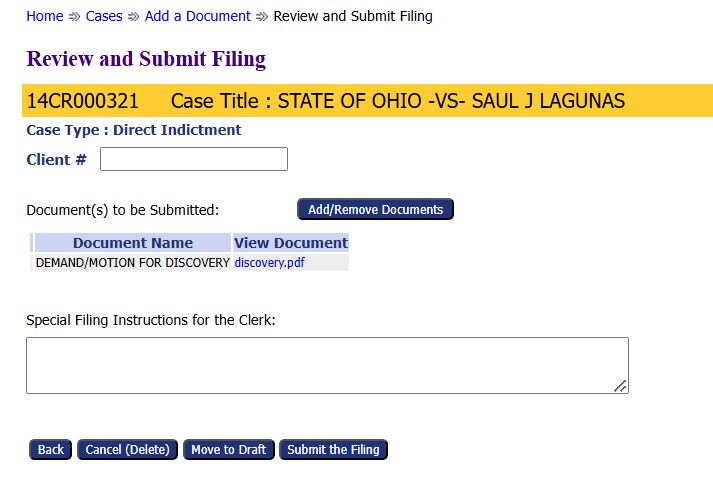 Home ⇒ Cases ⇒ Add a Document ⇒ Review and Submit Filing
Review and Submit Filing
14CR000321 Case Title : STATE OF OHIO -VS- SAUL J LAGUNAS
Case Type : Direct Indictment
Client #
Document(s) to be Submitted: Add/Remove Documents
Document Name View Document
DEMAND/MOTION FOR DISCOVERY discovery.pdf
Special Filing Instructions for the Clerk:
Back Cancel (Delete) Move to Draft Submit the Filing